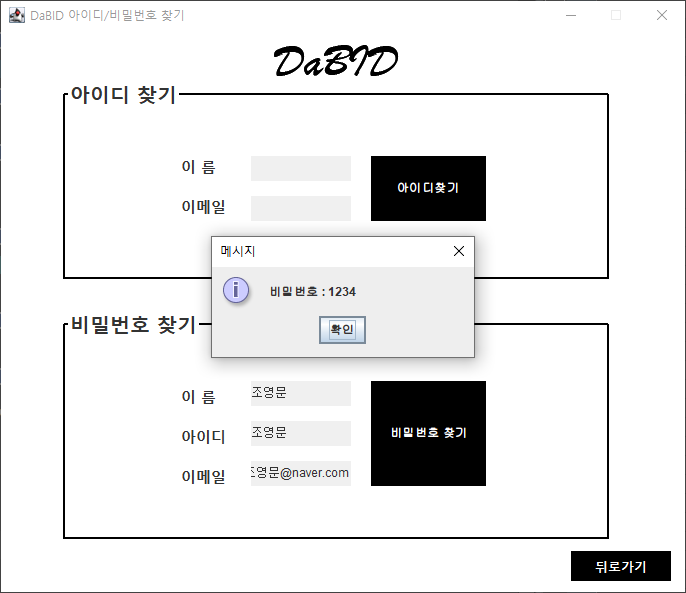 DaBID 아이디/비밀번호 찾기
DaBID
아이디 찾기
이 름
이메일
아이디찾기
메시지
비밀번호 : 1234
확인
비밀번호 찾기
이 름 조영문
아이디 조영문
이메일 조영문@naver.com
비밀번호 찾기
뒤로가기